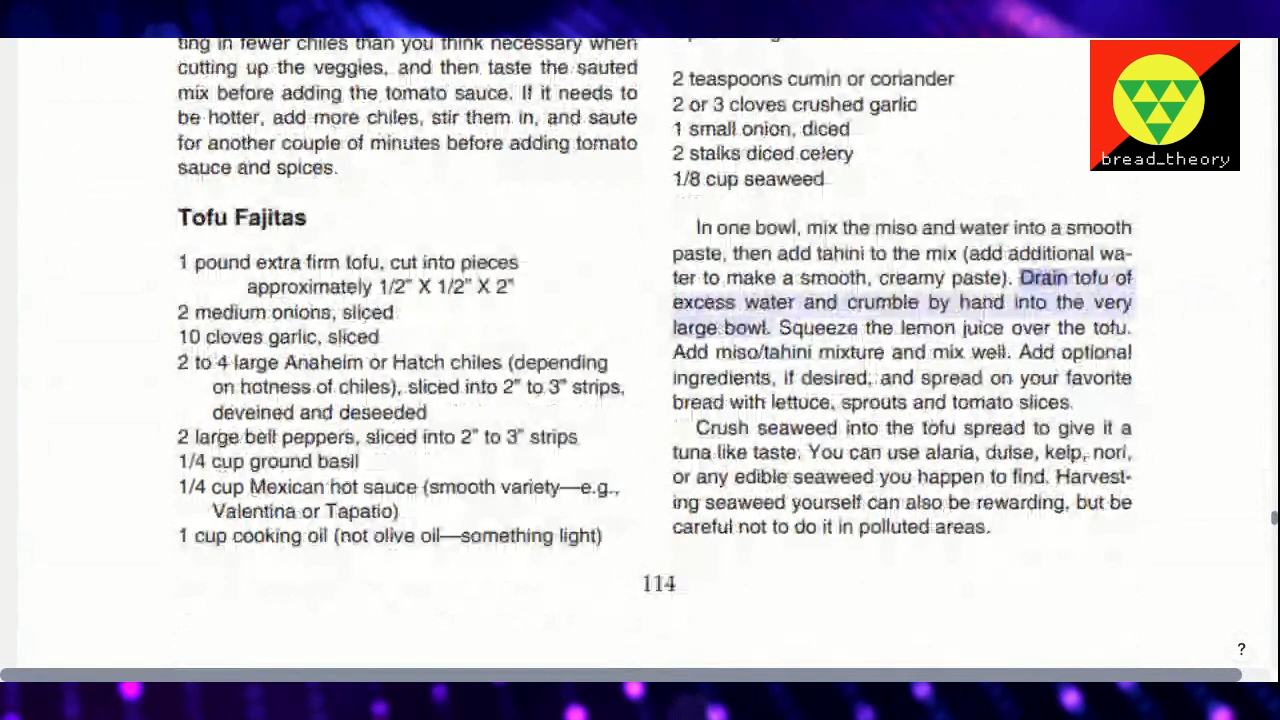 ting in fewer chiles than you think necessary when
cutting up the veggies, and then taste the sauted
mix before adding the tomato sauce. If it needs to
be hotter, add more chiles, stir them in, and saute
for another couple of minutes before adding tomato
sauce and spices.
Tofu Fajitas
1 pound extra firm tofu, cut into pieces
approximately 1/2" X 1/2" X 2"
2 medium onions, sliced
10 cloves garlic, sliced
2 to 4 large Anaheim or Hatch chiles (depending
on hotness of chiles), sliced into 2" to 3" strips,
deveined and deseeded
2 large bell peppers, sliced into 2" to 3" strips
1/4 cup ground basil
1/4 cup Mexican hot sauce (smooth variety—e.g.,
Valentina or Tapatio)
1 cup cooking oil (not olive oil—something light)
2 teaspoons cumin or coriander
2 or 3 cloves crushed garlic
1 small onion, diced
2 stalks diced celery
1/8 cup seaweed
In one bowl, mix the miso and water into a smooth
paste, then add tahini to the mix (add additional wa-
ter to make a smooth, creamy paste). Drain tofu of
excess water and crumble by hand into the very
large bowl. Squeeze the lemon juice over the tofu.
Add miso/tahini mixture and mix well. Add optional
ingredients, if desired, and spread on your favorite
bread with lettuce, sprouts and tomato slices.
Crush seaweed into the tofu spread to give it a
tuna like taste. You can use alaria, dulse, kelp, nori,
or any edible seaweed you happen to find. Harvest-
ing seaweed yourself can also be rewarding, but be
careful not to do it in polluted areas.
114
bread_theory
?